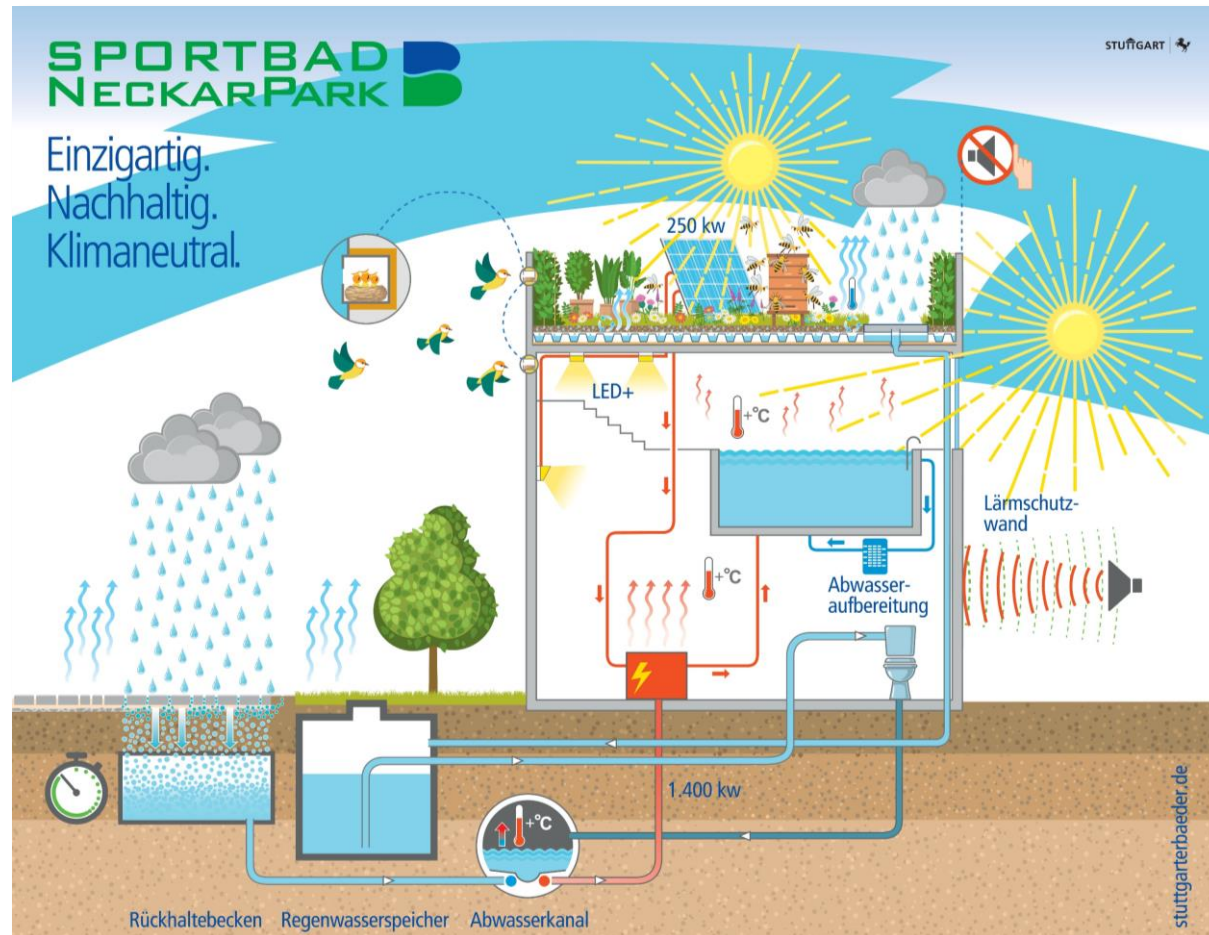 SPORTBAD
NECKARPARK
STUTTGART
Einzigartig.
Nachhaltig.
Klimaneutral.
250 kw
LED+
+°C
Lärmschutz-
wand
+°C
Abwasser-
aufbereitung
1.400 kw
+°C
Rückhaltebecken
Regenwasserspeicher
Abwasserkanal
stuttgarterbaeder.de